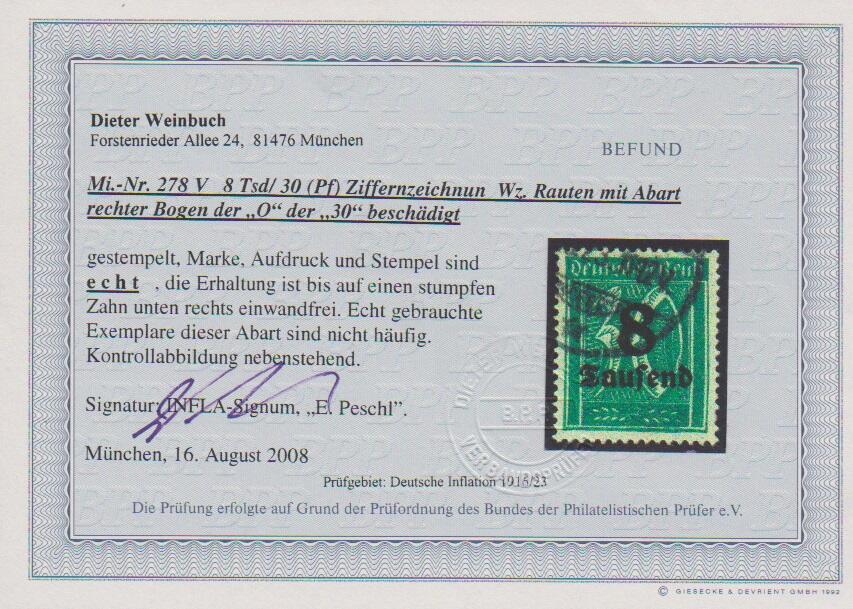 Dieter Weinbuch
Forstenrieder Allee 24, 81476 München
BEFUND
Mi.-Nr. 278 V 8 Tsd/ 30 (Pf) Ziffernzeichnun Wz. Rauten mit Abart
rechter Bogen der „O“ der „30“ beschädigt
gestempelt, Marke, Aufdruck und Stempel sind
echt , die Erhaltung ist bis auf einen stumpfen
Zahn unten rechts einwandfrei. Echt gebrauchte
Exemplare dieser Abart sind nicht häufig.
Kontrollabbildung nebenstehend.
Signatur: INFLA-Signum, „E. Peschl“.
München, 16. August 2008
8
Tausend
B.P.P.
VERBANDSPRÜFER
Prüfgebiet: Deutsche Inflation 1916/23
Die Prüfung erfolgte auf Grund der Prüfordnung des Bundes der Philatelistischen Prüfer e.V.
© GIESECKE & DEVRIENT GMBH 1992